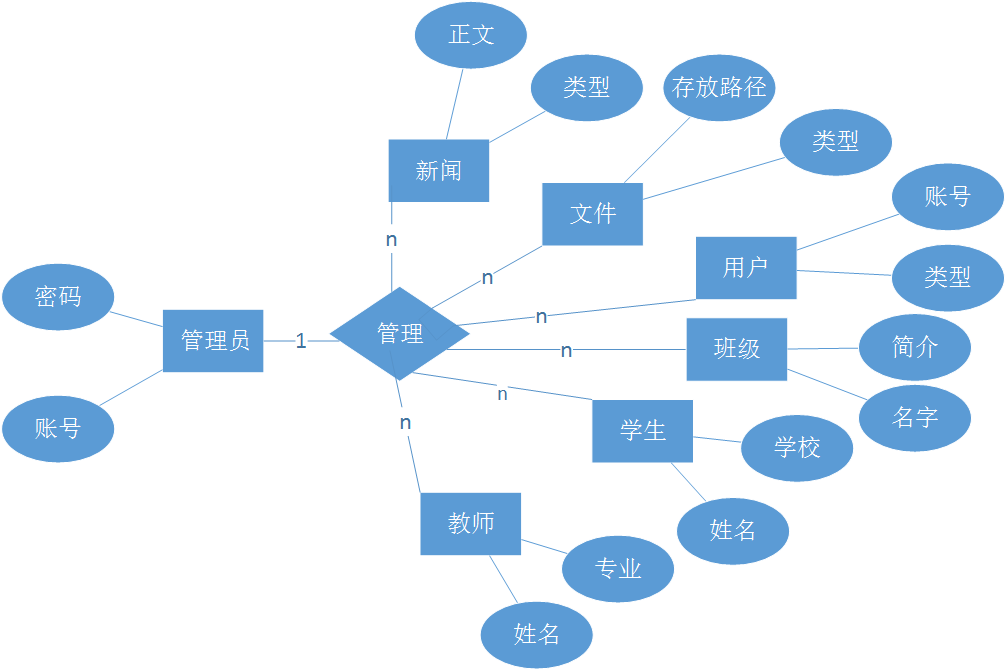 正文
类型
存放路径
类型
新闻
账号
文件
n
用户
类型
n
密码
n
管理员
1
管理
n
班级
简介
n
名字
n
账号
学生
学校
教师
姓名
专业
姓名